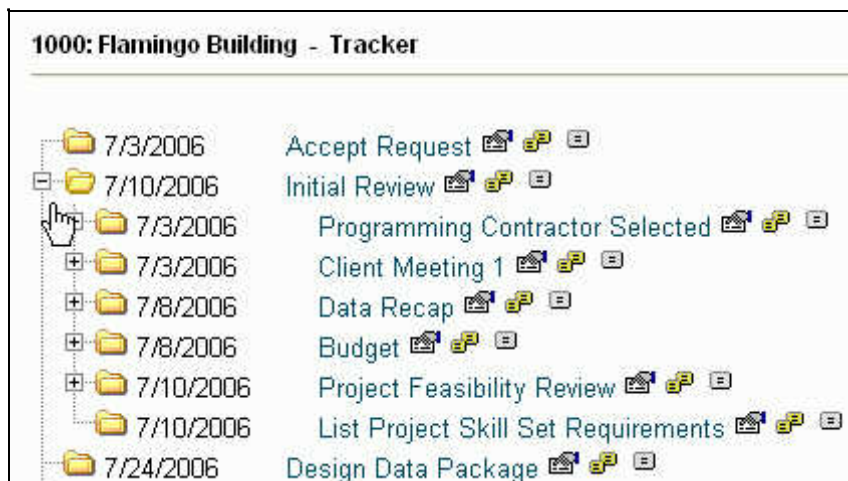 1000: Flamingo Building - Tracker
7/3/2006 Accept Request
7/10/2006 Initial Review
7/3/2006 Programming Contractor Selected
7/3/2006 Client Meeting 1
7/8/2006 Data Recap
7/8/2006 Budget
7/10/2006 Project Feasibility Review
7/10/2006 List Project Skill Set Requirements
7/24/2006 Design Data Package